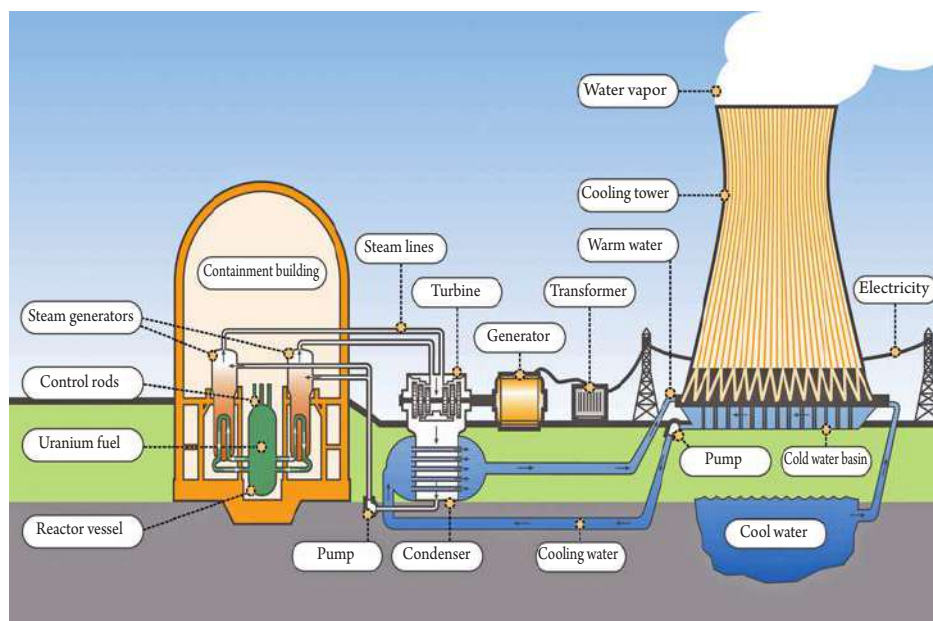 Water vapor
Cooling tower
Steam lines
Warm water
Containment building
Turbine
Transformer
Electricity
Steam generators
Generator
Control rods
Uranium fuel
Pump
Cold water basin
Reactor vessel
Pump
Condenser
Cooling water
Cool water